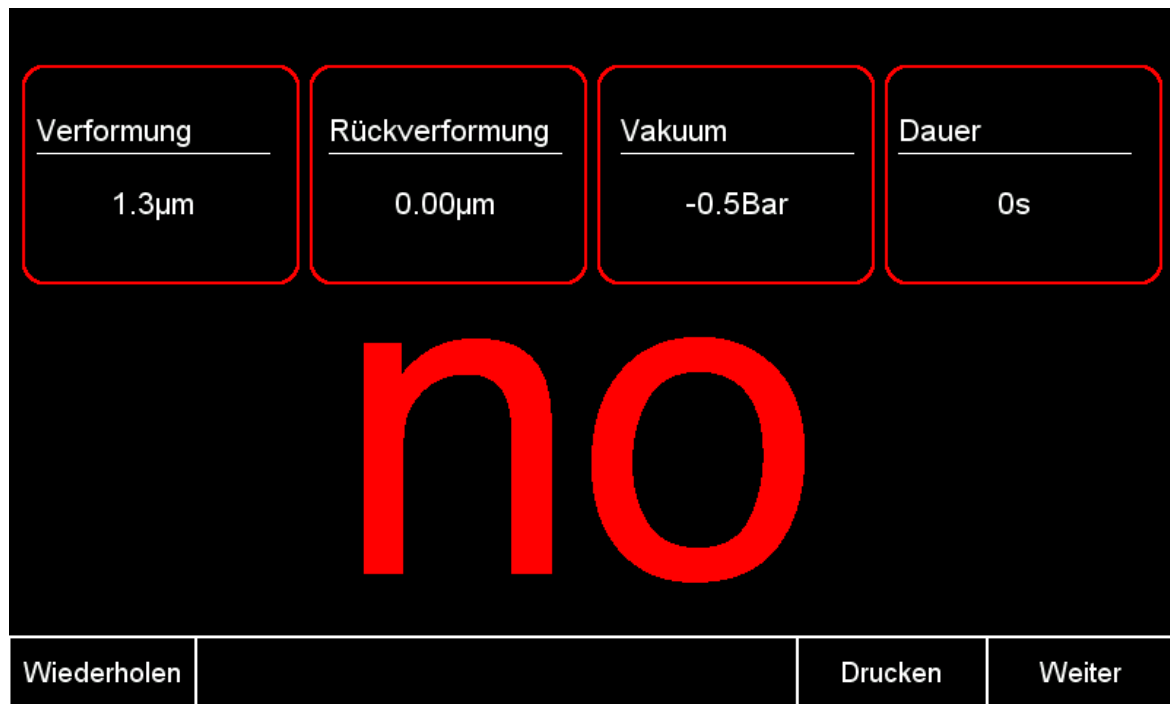 Verformung
Rückverformung
Vakuum
Dauer
1.3µm
0.00µm
-0.5Bar
0s
no
Wiederholen
Drucken
Weiter